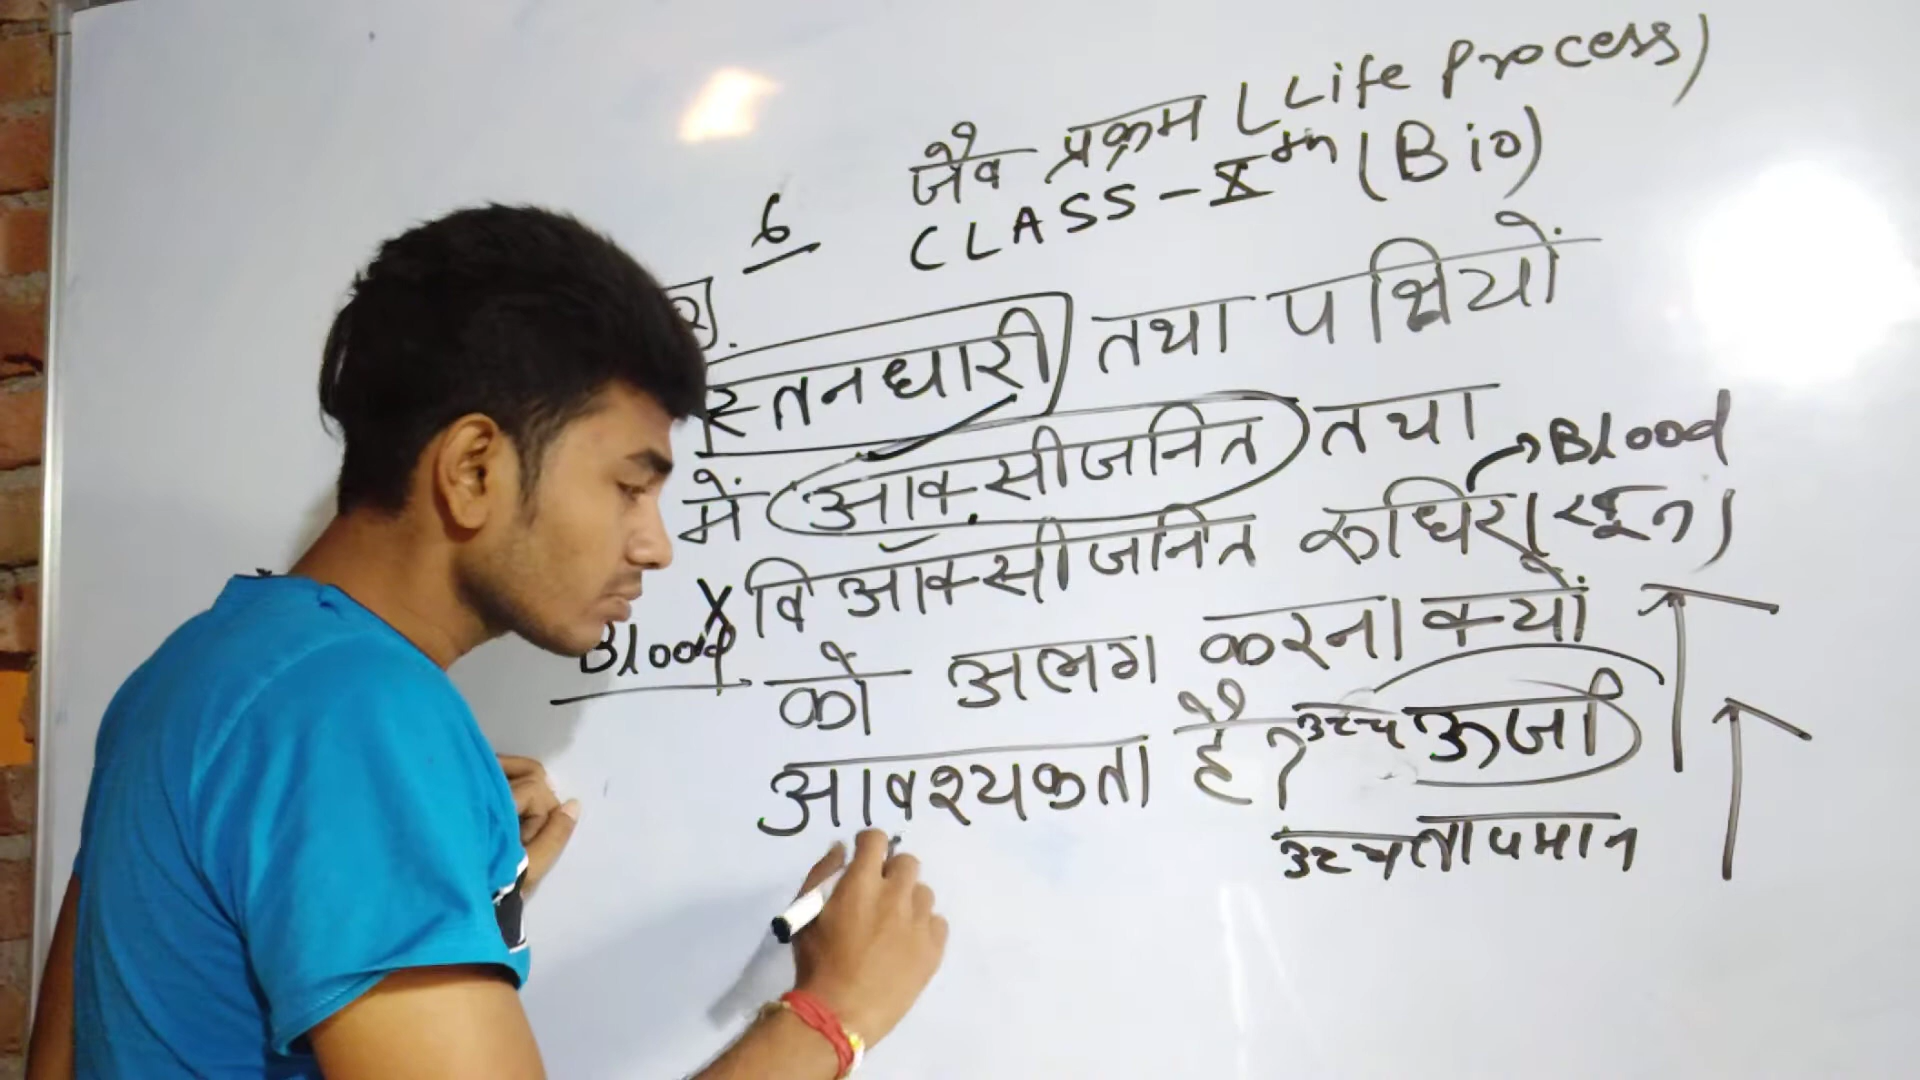 जैव प्रक्रम (Life Process)
6 CLASS-Xth (Bio)
स्तनधारी तथा पक्षियों
में ऑक्सीजनित तथा
Blood
विऑक्सीजनित रूधिर (खून)
Blood
को अलग करना क्यों
आवश्यकता है?
उच्च ऊर्जा
उच्च तापमान